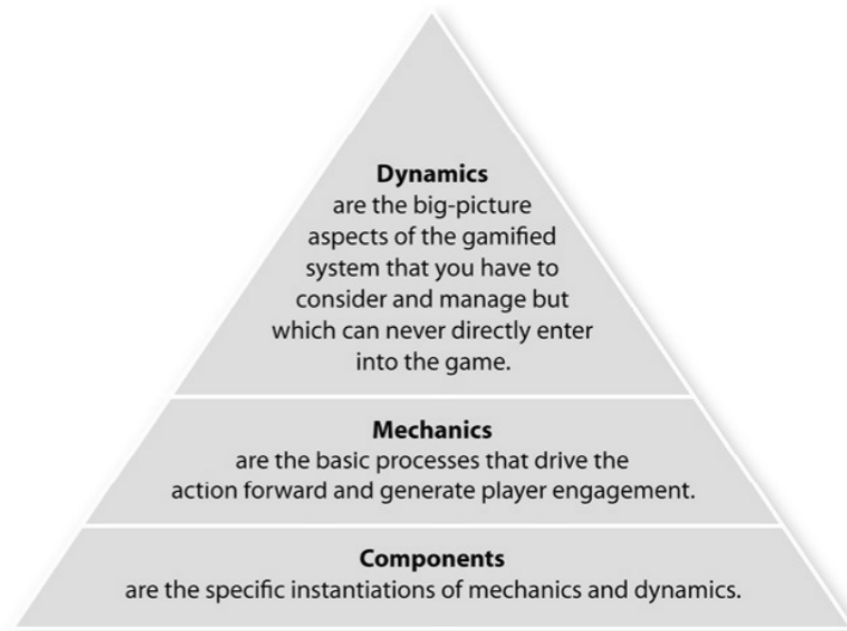 Dynamics
are the big-picture
aspects of the gamified
system that you have to
consider and manage but
which can never directly enter
into the game.
Mechanics
are the basic processes that drive the
action forward and generate player engagement.
Components
are the specific instantiations of mechanics and dynamics.